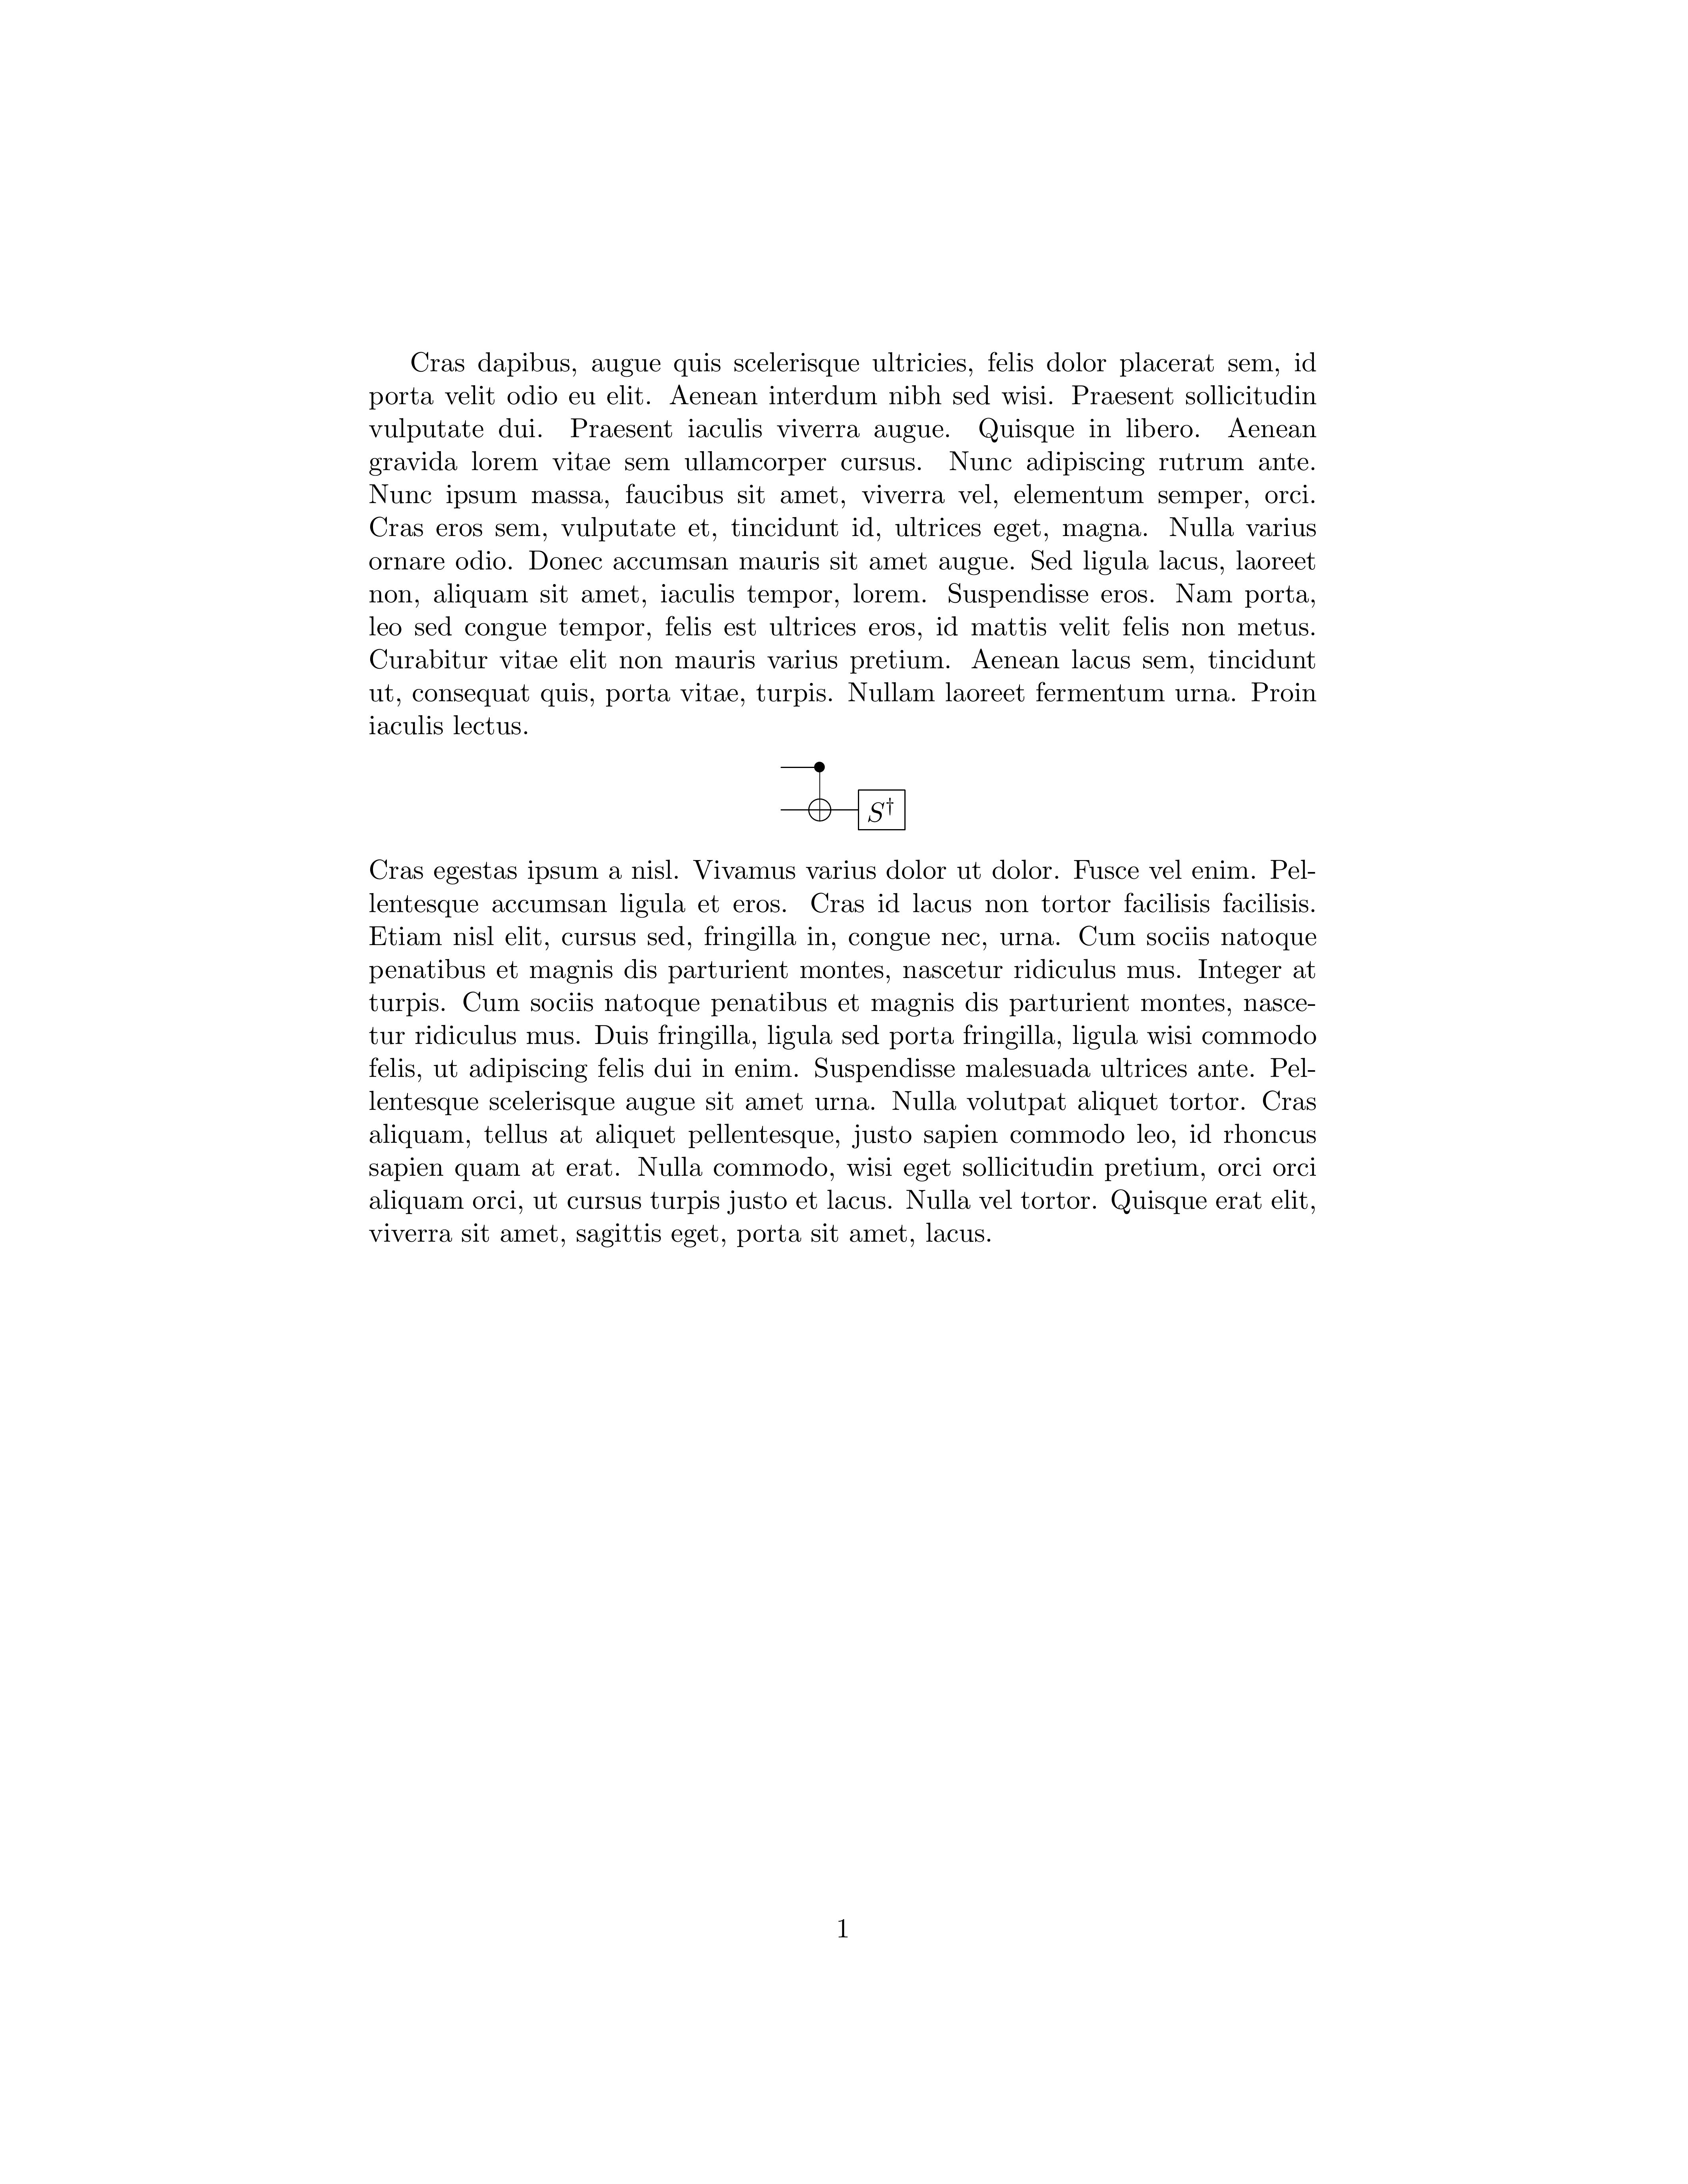 Cras dapibus, augue quis scelerisque ultricies, felis dolor placerat sem, id
porta velit odio eu elit. Aenean interdum nibh sed wisi. Praesent sollicitudin
vulputate dui. Praesent iaculis viverra augue. Quisque in libero. Aenean
gravida lorem vitae sem ullamcorper cursus. Nunc adipiscing rutrum ante.
Nunc ipsum massa, faucibus sit amet, viverra vel, elementum semper, orci.
Cras eros sem, vulputate et, tincidunt id, ultrices eget, magna. Nulla varius
ornare odio. Donec accumsan mauris sit amet augue. Sed ligula lacus, laoreet
non, aliquam sit amet, iaculis tempor, lorem. Suspendisse eros. Nam porta,
leo sed congue tempor, felis est ultrices eros, id mattis velit felis non metus.
Curabitur vitae elit non mauris varius pretium. Aenean lacus sem, tincidunt
ut, consequat quis, porta vitae, turpis. Nullam laoreet fermentum urna. Proin
iaculis lectus.
S†
Cras egestas ipsum a nisl. Vivamus varius dolor ut dolor. Fusce vel enim. Pel-
lentesque accumsan ligula et eros. Cras id lacus non tortor facilisis facilisis.
Etiam nisl elit, cursus sed, fringilla in, congue nec, urna. Cum sociis natoque
penatibus et magnis dis parturient montes, nascetur ridiculus mus. Integer at
turpis. Cum sociis natoque penatibus et magnis dis parturient montes, nasce-
tur ridiculus mus. Duis fringilla, ligula sed porta fringilla, ligula wisi commodo
felis, ut adipiscing felis dui in enim. Suspendisse malesuada ultrices ante. Pel-
lentesque scelerisque augue sit amet urna. Nulla volutpat aliquet tortor. Cras
aliquam, tellus at aliquet pellentesque, justo sapien commodo leo, id rhoncus
sapien quam at erat. Nulla commodo, wisi eget sollicitudin pretium, orci orci
aliquam orci, ut cursus turpis justo et lacus. Nulla vel tortor. Quisque erat elit,
viverra sit amet, sagittis eget, porta sit amet, lacus.
1